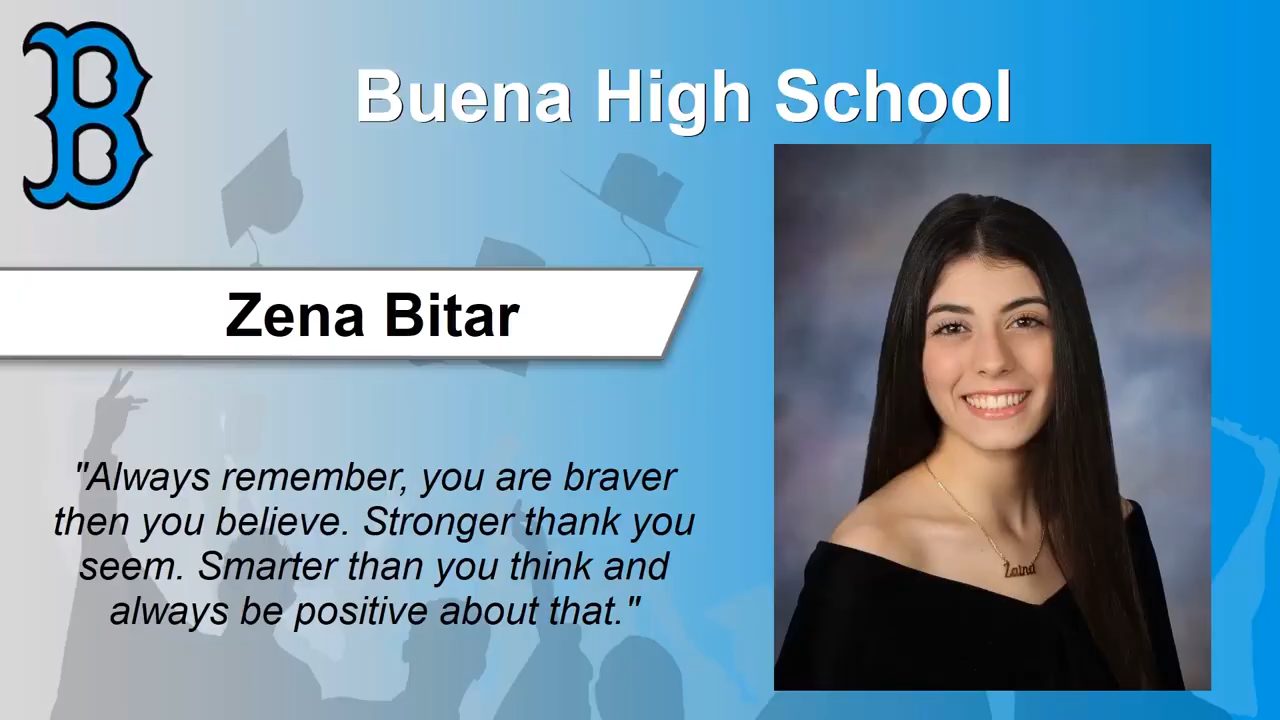 B
Buena High School
Zena Bitar
"Always remember, you are braver
then you believe. Stronger thank you
seem. Smarter than you think and
always be positive about that."